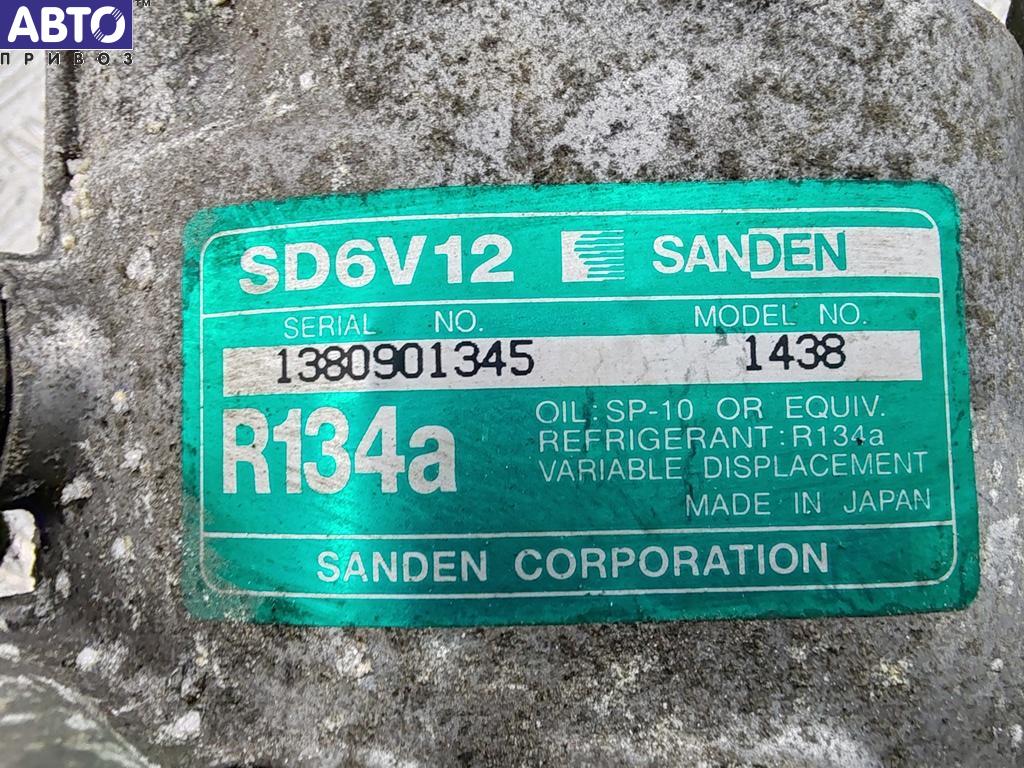 АВТО™
ПРИВОЗ
SD6V12 SANDEN
SERIAL NO. MODEL NO.
1380901345 1438
R134a
OIL: SP-10 OR EQUIV.
REFRIGERANT: R134a
VARIABLE DISPLACEMENT
MADE IN JAPAN
SANDEN CORPORATION